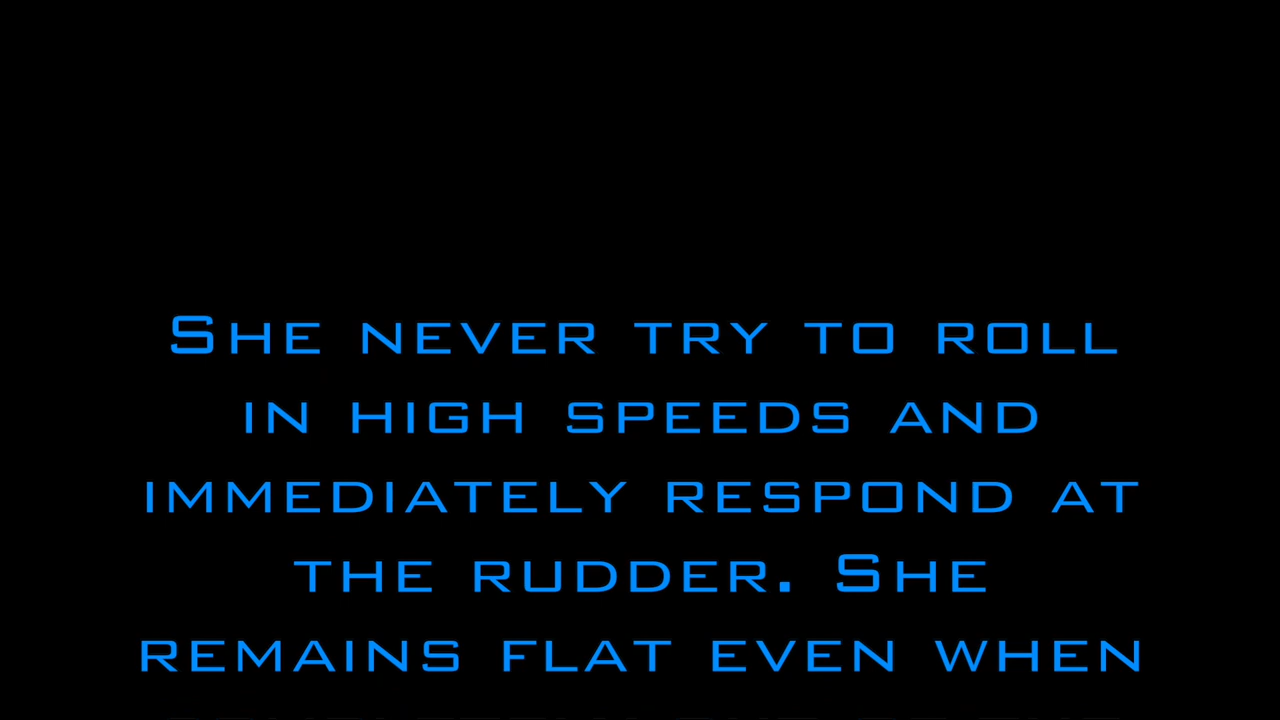 She never try to roll
in high speeds and
immediately respond at
the rudder. She
remains flat even when